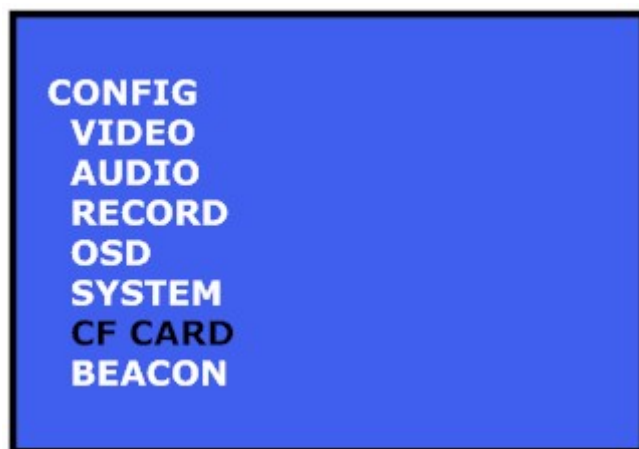 CONFIG
VIDEO
AUDIO
RECORD
OSD
SYSTEM
CF CARD
BEACON